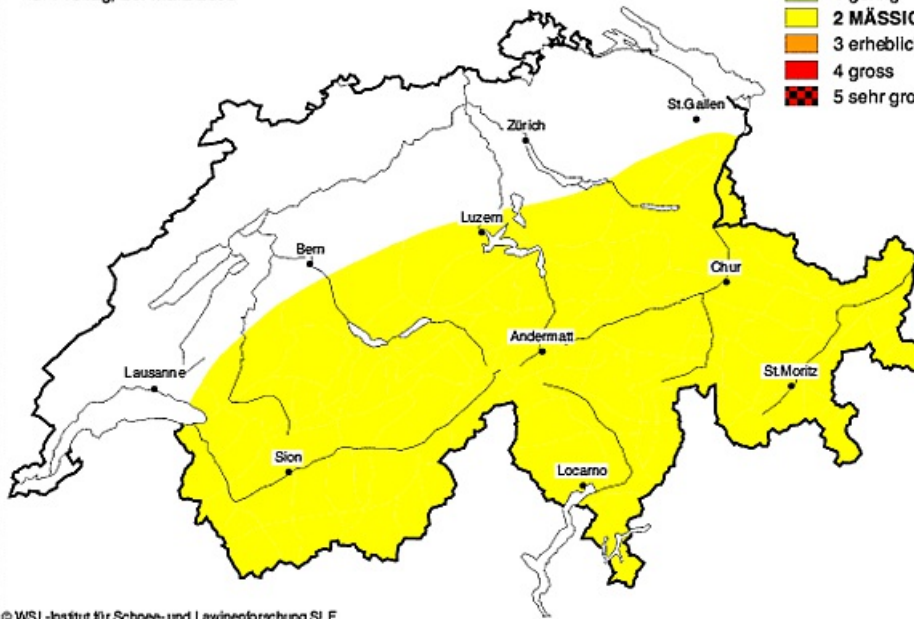 2 MÄSSIG
3 erheblic
4 gross
5 sehr gro
St.Gallen
Zürich
Luzern
Bern
Chur
Andermatt
Lausanne
St.Moritz
Sion
Locarno
© WSL-Institut für Schnee- und Lawinenforschung SLF